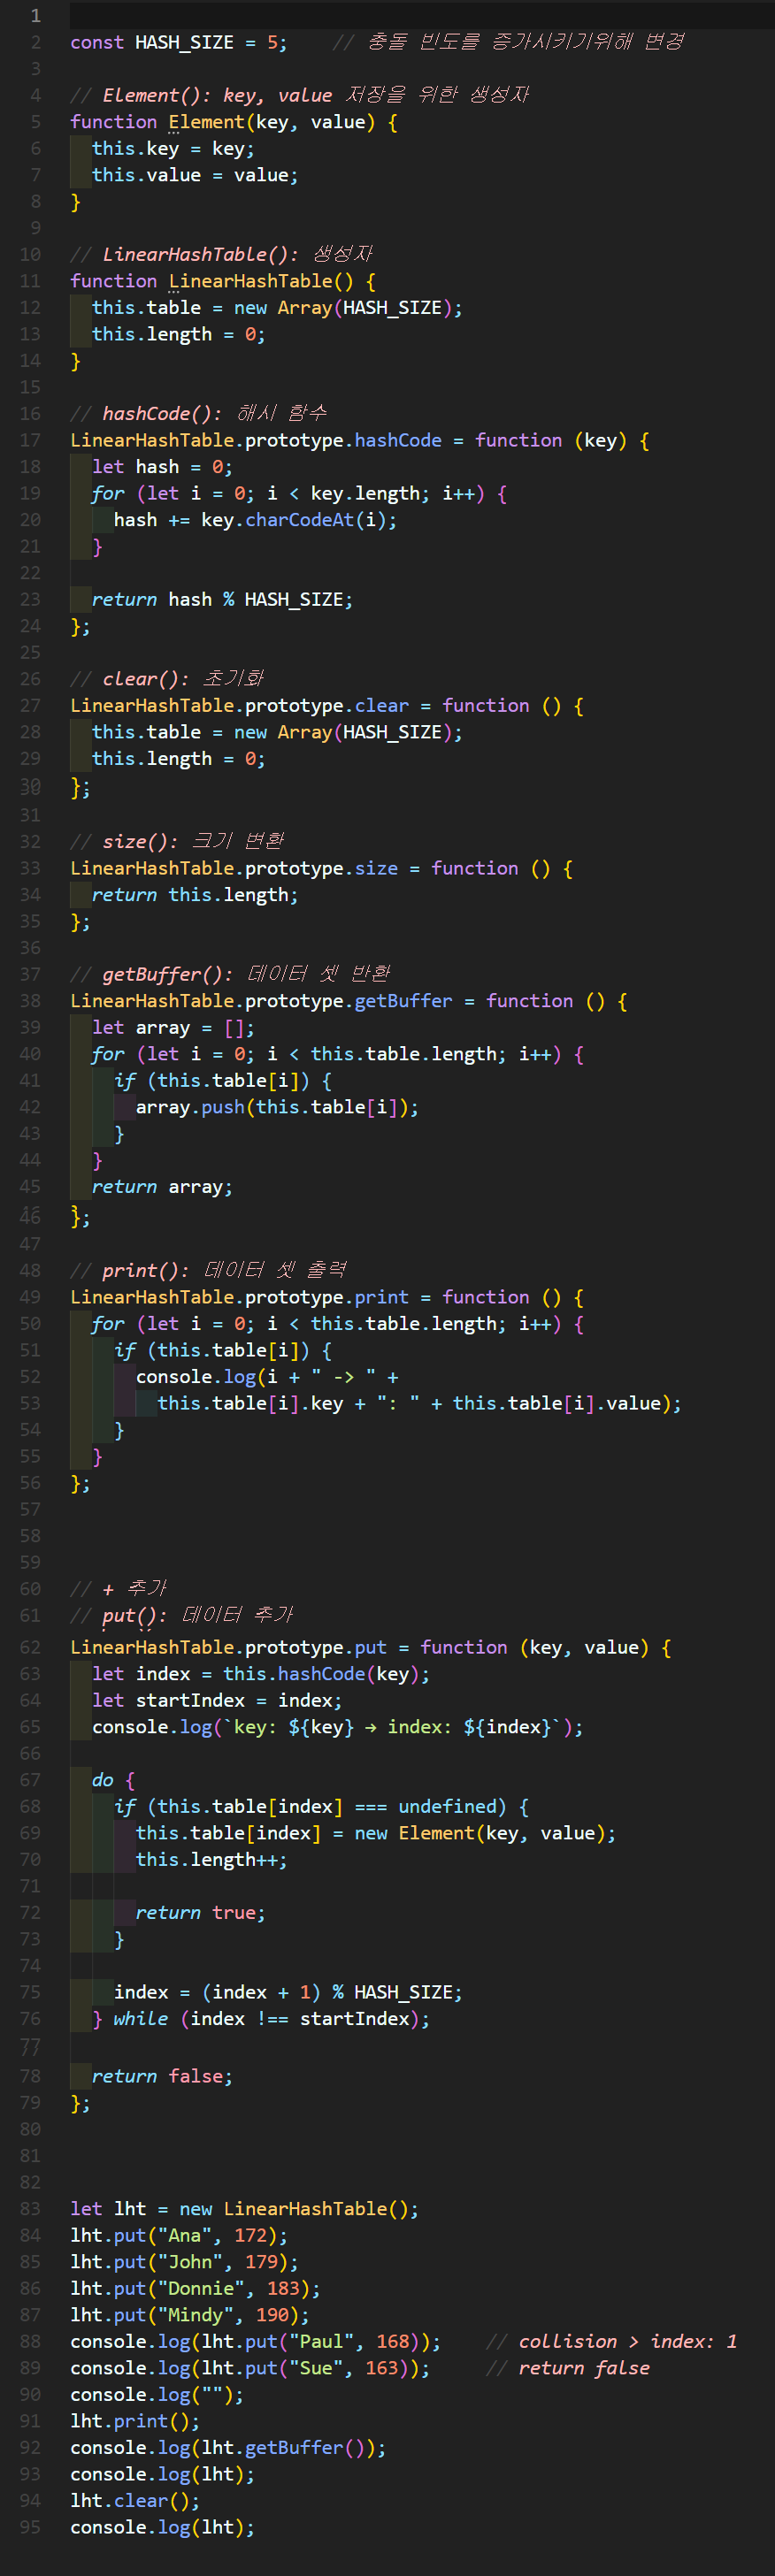 1
2 const HASH_SIZE = 5;    // 충돌 빈도를 증가시키기위해 변경
3
4 // Element(): key, value 저장을 위한 생성자
5 function Element(key, value) {
6   this.key = key;
7   this.value = value;
8 }
9
10 // LinearHashTable(): 생성자
11 function LinearHashTable() {
12   this.table = new Array(HASH_SIZE);
13   this.length = 0;
14 }
15
16 // hashCode(): 해시 함수
17 LinearHashTable.prototype.hashCode = function (key) {
18   let hash = 0;
19   for (let i = 0; i < key.length; i++) {
20     hash += key.charCodeAt(i);
21   }
22
23   return hash % HASH_SIZE;
24 };
25
26 // clear(): 초기화
27 LinearHashTable.prototype.clear = function () {
28   this.table = new Array(HASH_SIZE);
29   this.length = 0;
30 };
31
32 // size(): 크기 변환
33 LinearHashTable.prototype.size = function () {
34   return this.length;
35 };
36
37 // getBuffer(): 데이터 셋 반환
38 LinearHashTable.prototype.getBuffer = function () {
39   let array = [];
40   for (let i = 0; i < this.table.length; i++) {
41     if (this.table[i]) {
42       array.push(this.table[i]);
43     }
44   }
45   return array;
46 };
47
48 // print(): 데이터 셋 출력
49 LinearHashTable.prototype.print = function () {
50   for (let i = 0; i < this.table.length; i++) {
51     if (this.table[i]) {
52       console.log(i + " -> " +
53         this.table[i].key + ": " + this.table[i].value);
54     }
55   }
56 };
57
58
59
60 // + 추가
61 // put(): 데이터 추가
62 LinearHashTable.prototype.put = function (key, value) {
63   let index = this.hashCode(key);
64   let startIndex = index;
65   console.log(`key: ${key} → index: ${index}`);
66
67   do {
68     if (this.table[index] === undefined) {
69       this.table[index] = new Element(key, value);
70       this.length++;
71
72       return true;
73     }
74
75     index = (index + 1) % HASH_SIZE;
76   } while (index !== startIndex);
77
78   return false;
79 };
80
81
82
83 let lht = new LinearHashTable();
84 lht.put("Ana", 172);
85 lht.put("John", 179);
86 lht.put("Donnie", 183);
87 lht.put("Mindy", 190);
88 console.log(lht.put("Paul", 168));    // collision > index: 1
89 console.log(lht.put("Sue", 163));     // return false
90 console.log("");
91 lht.print();
92 console.log(lht.getBuffer());
93 console.log(lht);
94 lht.clear();
95 console.log(lht);